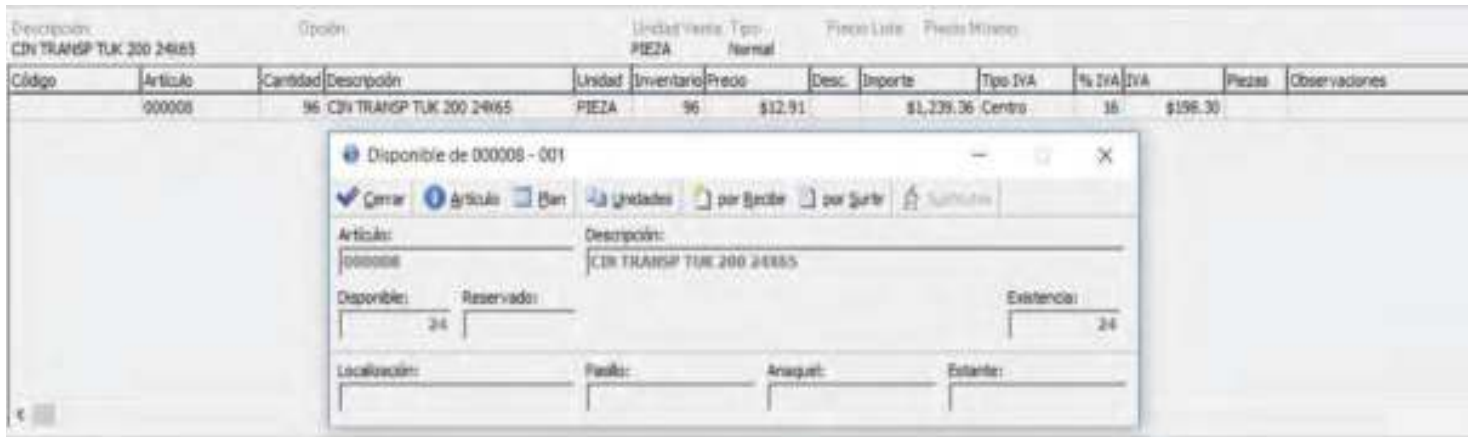 Descripción Opción Unidad Venta Tipo Precio Lista Precio Mínimo
CIN TRANSP TUK 200 24X65 PIEZA Normal
Código Artículo Cantidad Descripción Unidad Inventario Precio Desc. Importe Tipo IVA % IVA IVA Piezas Observaciones
000008 96 CIN TRANSP TUK 200 24X65 PIEZA 96 $12.91 $1,239.36 Centro 16 $198.30
Disponible de 000008 - 001
Cerrar Artículo Plan Unidades por Recibir por Surtir
Artículo: Descripción:
000008 CIN TRANSP TUK 200 24X65
Disponible: Reservado: Existencia:
24 24
Localización: Pasillo: Anaquel: Estante: